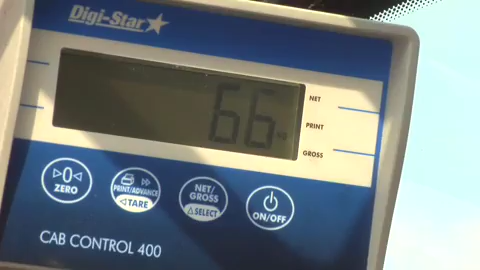 Digi-Star
66-
NET
PRINT
GROSS
0
ZERO
PRINT/ADVANCE
TARE
NET/
GROSS
SELECT
ON/OFF
CAB CONTROL 400